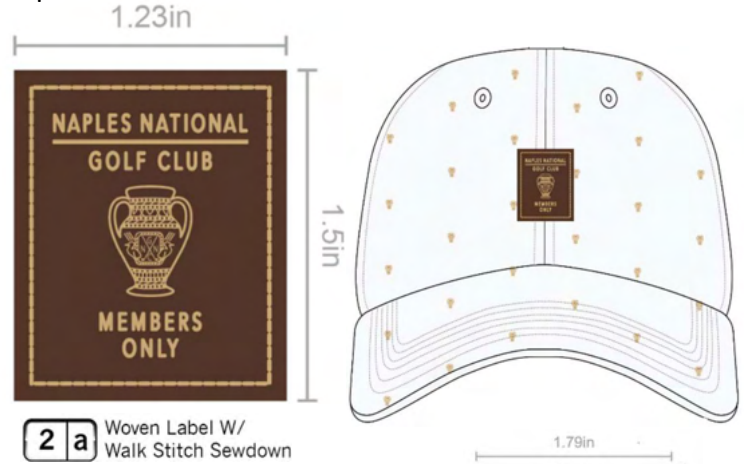 1.23in
NAPLES NATIONAL
GOLF CLUB
MEMBERS
ONLY
1.5in
2 a Woven Label W/
Walk Stitch Sewdown
NAPLES NATIONAL
GOLF CLUB
MEMBERS
ONLY
1.79in